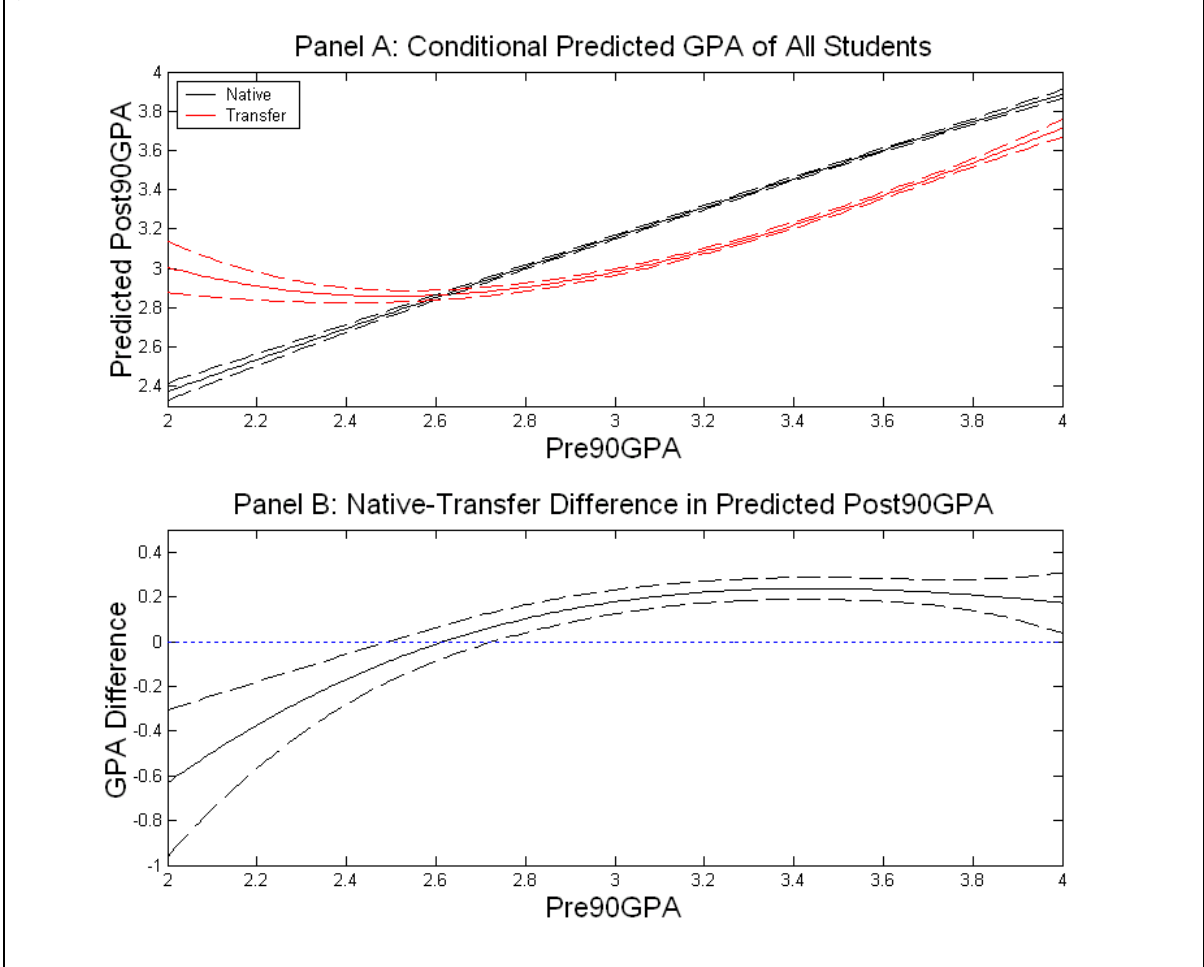 Panel A: Conditional Predicted GPA of All Students
4
3.8
3.6
3.4
3.2
3
2.8
2.6
2.4
Predicted Post90GPA
Native
Transfer
2 2.2 2.4 2.6 2.8 3 3.2 3.4 3.6 3.8 4
Pre90GPA
Panel B: Native-Transfer Difference in Predicted Post90GPA
0.4
0.2
0
-0.2
-0.4
-0.6
-0.8
-1
GPA Difference
2 2.2 2.4 2.6 2.8 3 3.2 3.4 3.6 3.8 4
Pre90GPA